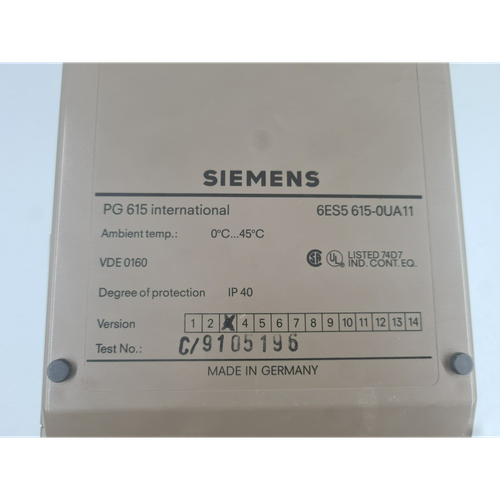 SIEMENS
PG 615 international 6ES5 615-0UA11
Ambient temp.: 0°C...45°C
VDE 0160 LISTED 74D7
IND. CONT. EQ.
Degree of protection IP 40
Version 1 2 X 4 5 6 7 8 9 10 11 12 13 14
Test No.: C/9105196
MADE IN GERMANY